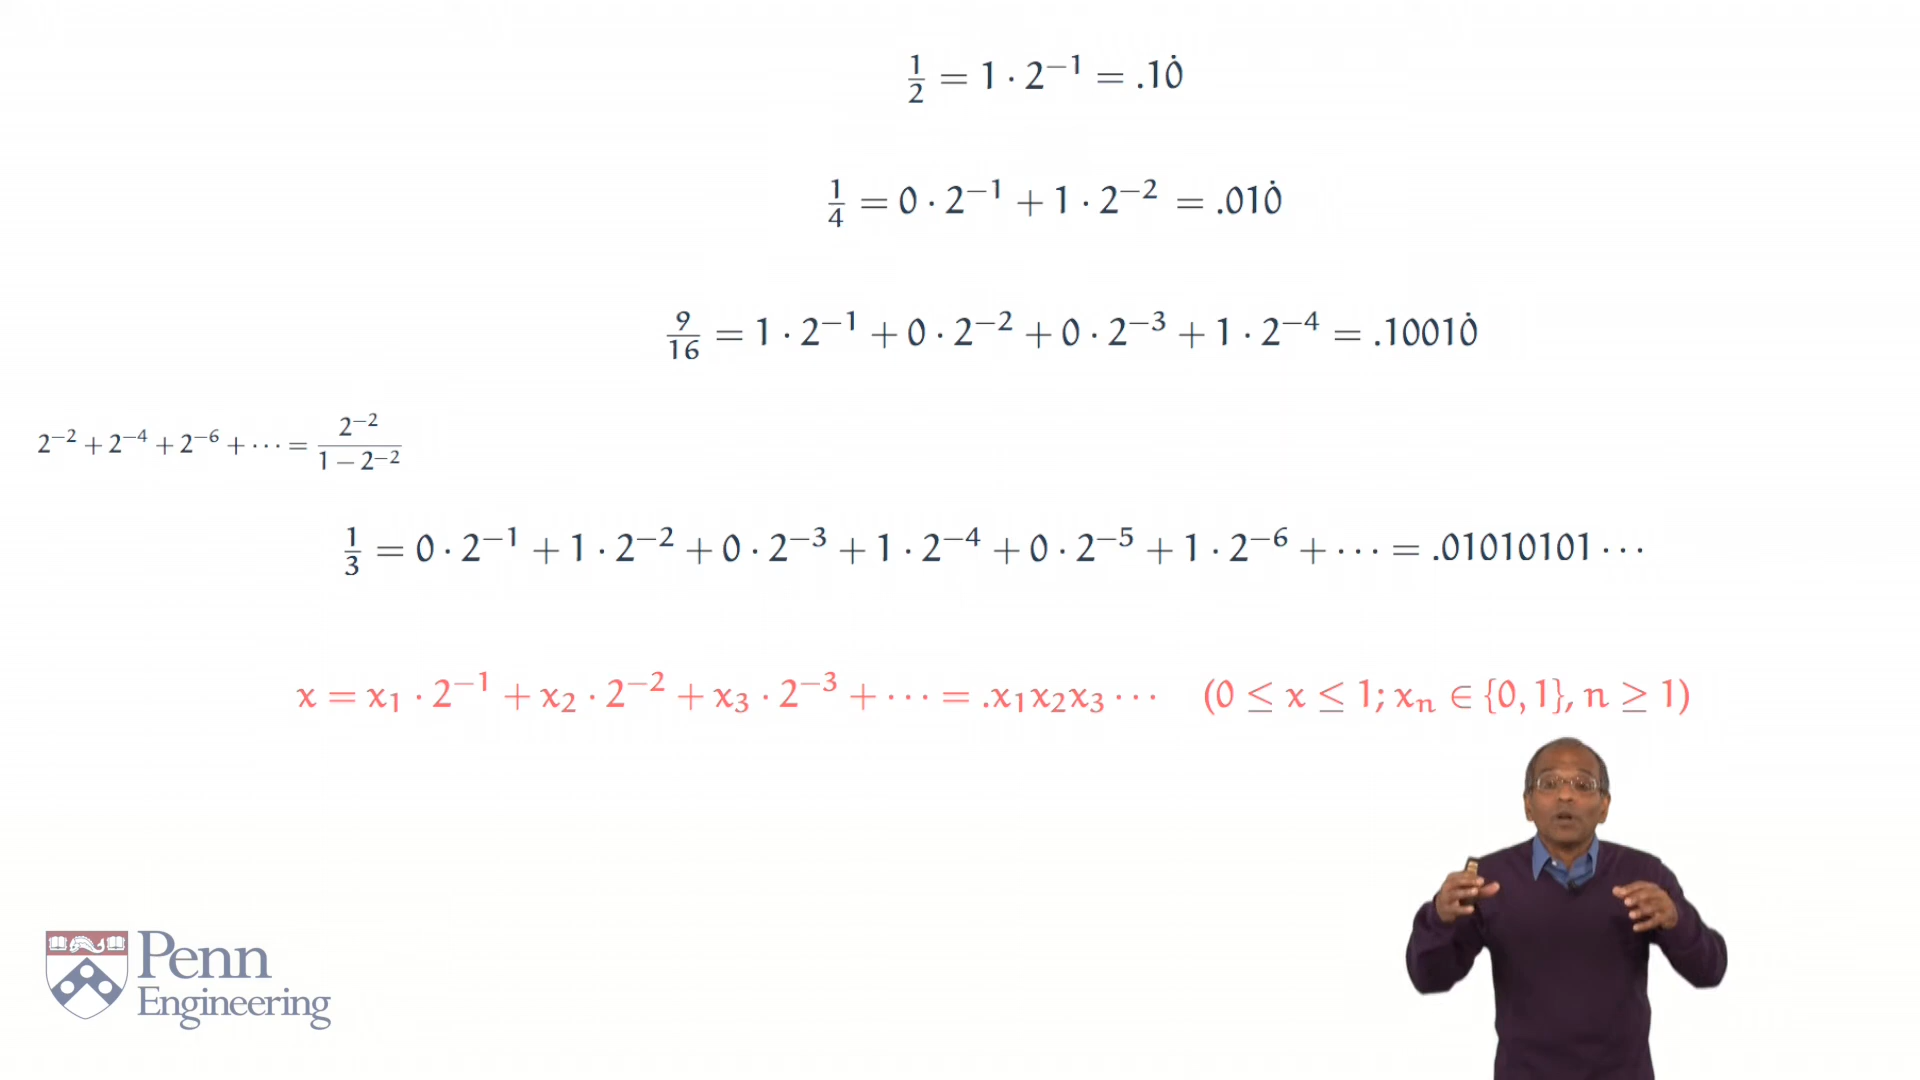 ½ = 1 · 2⁻¹ = .10̇
¼ = 0 · 2⁻¹ + 1 · 2⁻² = .010̇
9/16 = 1 · 2⁻¹ + 0 · 2⁻² + 0 · 2⁻³ + 1 · 2⁻⁴ = .10010̇
2⁻² + 2⁻⁴ + 2⁻⁶ + ··· = 2⁻²/(1 − 2⁻²)
⅓ = 0 · 2⁻¹ + 1 · 2⁻² + 0 · 2⁻³ + 1 · 2⁻⁴ + 0 · 2⁻⁵ + 1 · 2⁻⁶ + ··· = .01010101 ···
x = x₁ · 2⁻¹ + x₂ · 2⁻² + x₃ · 2⁻³ + ··· = .x₁x₂x₃ ··· (0 ≤ x ≤ 1; xₙ ∈ {0, 1}, n ≥ 1)
Penn
Engineering